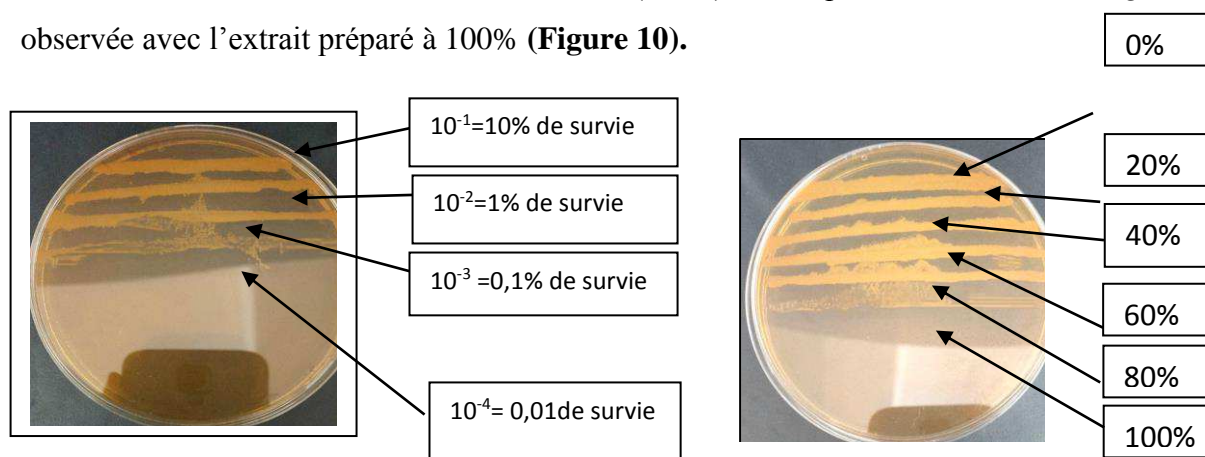 observée avec l’extrait préparé à 100% (Figure 10).
0%
10-1=10% de survie
10-2=1% de survie
10-3 =0,1% de survie
10-4= 0,01de survie
20%
40%
60%
80%
100%